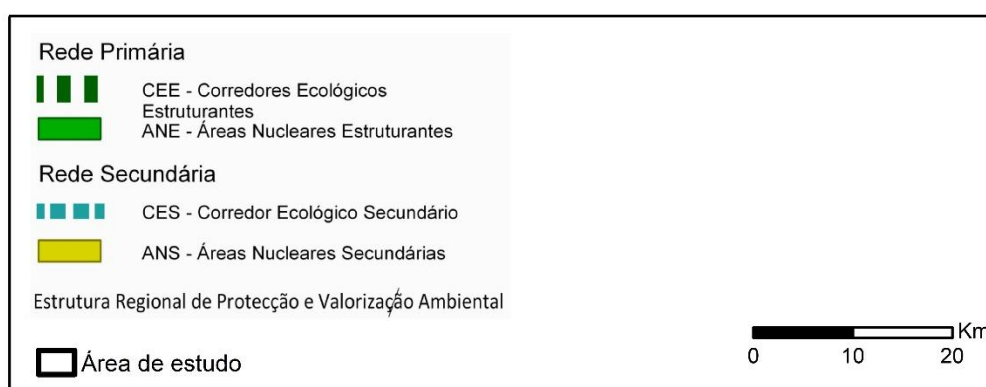 Rede Primária
CEE - Corredores Ecológicos
Estruturantes
ANE - Áreas Nucleares Estruturantes
Rede Secundária
CES - Corredor Ecológico Secundário
ANS - Áreas Nucleares Secundárias
Estrutura Regional de Protecção e Valorização Ambiental
Área de estudo
Km
0 10 20